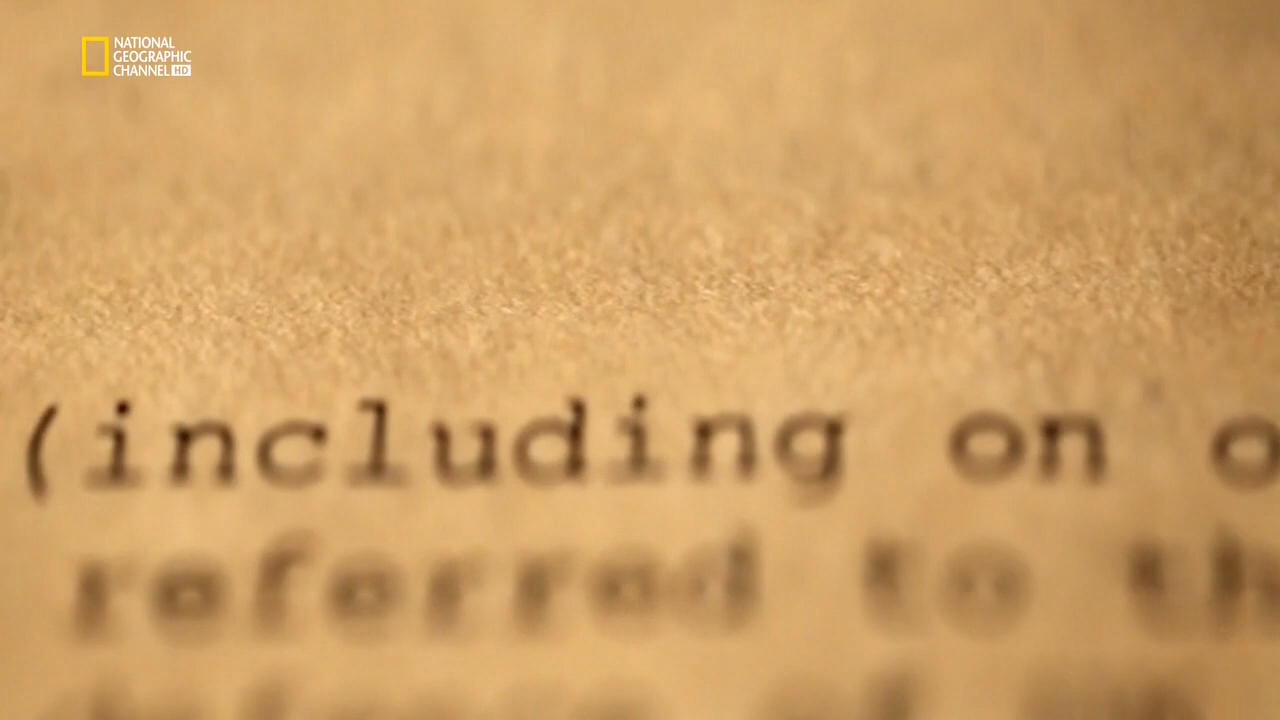 NATIONAL
GEOGRAPHIC
CHANNEL HD
(including on o
referred to th